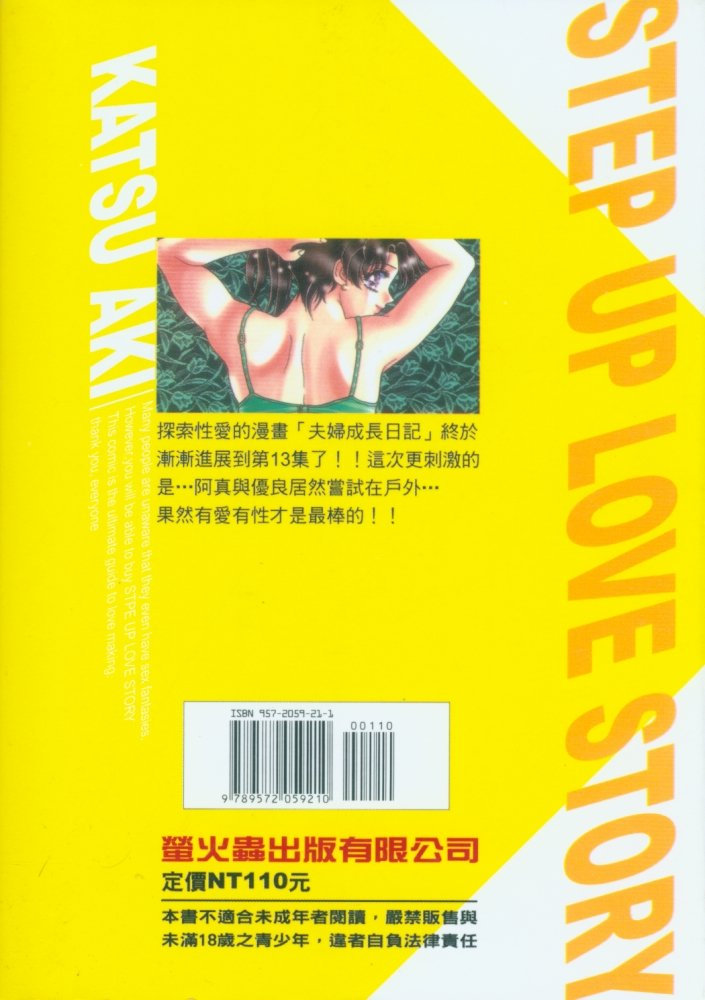 STEP UP LOVE STORY
KATSU AKI
Many people are unaware that they even have sex fantasies.
However, you will be able to buy STPE UP LOVE STORY
This comic is the ultimate guide to love making.
thank you, everyone
探索性愛的漫畫「夫婦成長日記」終於
漸漸進展到第13集了！！這次更刺激的
是…阿真與優良居然嘗試在戶外…
果然有愛有性才是最棒的！！
ISBN 957-2059-21-1
00110
9 789572 059210
螢火蟲出版有限公司
定價NT110元
本書不適合未成年者閱讀，嚴禁販售與
未滿18歲之青少年，違者自負法律責任